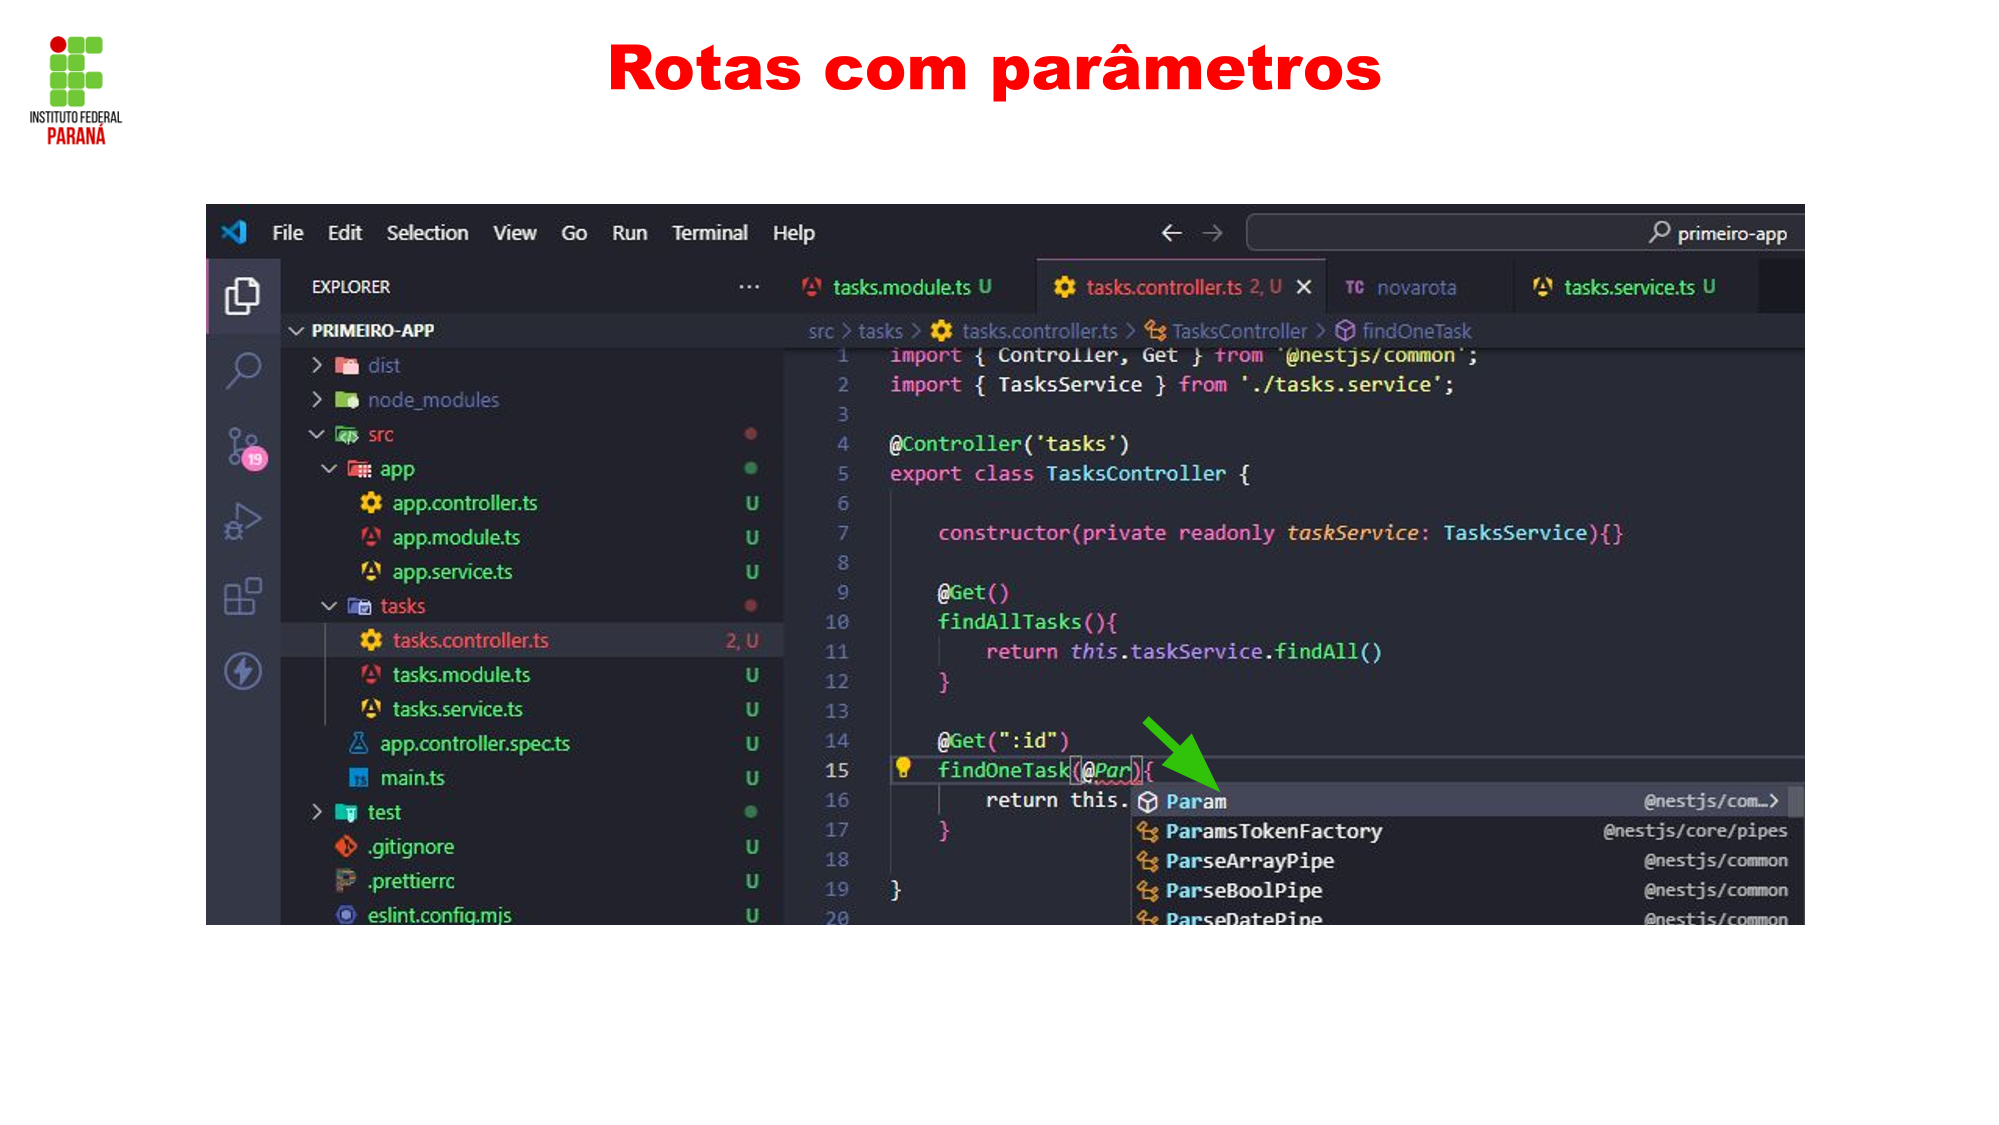 INSTITUTO FEDERAL
PARANÁ
Rotas com parâmetros
File Edit Selection View Go Run Terminal Help
primeiro-app
EXPLORER ···
PRIMEIRO-APP
dist
node_modules
src
app
app.controller.ts U
app.module.ts U
app.service.ts U
tasks
tasks.controller.ts 2, U
tasks.module.ts U
tasks.service.ts U
app.controller.spec.ts U
main.ts U
test
.gitignore U
.prettierrc U
eslint.config.mjs U
19
tasks.module.ts U
tasks.controller.ts 2, U
TC novarota
tasks.service.ts U
src > tasks > tasks.controller.ts > TasksController > findOneTask
1 import { Controller, Get } from '@nestjs/common';
2 import { TasksService } from './tasks.service';
3
4 @Controller('tasks')
5 export class TasksController {
6
7 constructor(private readonly taskService: TasksService){}
8
9 @Get()
10 findAllTasks(){
11 return this.taskService.findAll()
12 }
13
14 @Get(":id")
15 findOneTask(@Par){
16 return this.
17 }
18
19 }
20
Param @nestjs/com…>
ParamsTokenFactory @nestjs/core/pipes
ParseArrayPipe @nestjs/common
ParseBoolPipe @nestjs/common
ParseDatePipe @nestjs/common